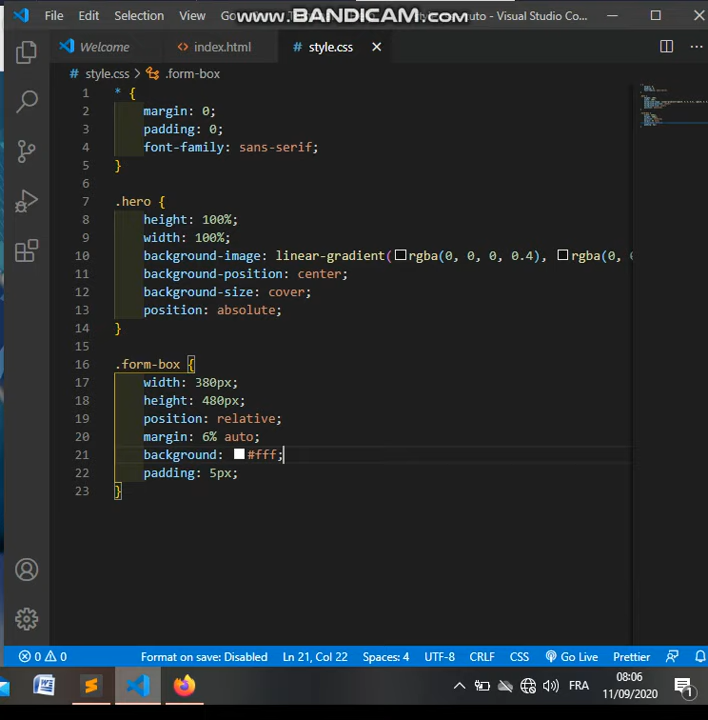 File Edit Selection View Go www.BANDICAM.com - Visual Studio Co...
Welcome index.html style.css
style.css > .form-box
1 * {
2 margin: 0;
3 padding: 0;
4 font-family: sans-serif;
5 }
6
7 .hero {
8 height: 100%;
9 width: 100%;
10 background-image: linear-gradient(rgba(0, 0, 0, 0.4), rgba(0, 0
11 background-position: center;
12 background-size: cover;
13 position: absolute;
14 }
15
16 .form-box {
17 width: 380px;
18 height: 480px;
19 position: relative;
20 margin: 6% auto;
21 background: #fff;
22 padding: 5px;
23 }
0 0 Format on save: Disabled Ln 21, Col 22 Spaces: 4 UTF-8 CRLF CSS Go Live Prettier
FRA 08:06
11/09/2020 1